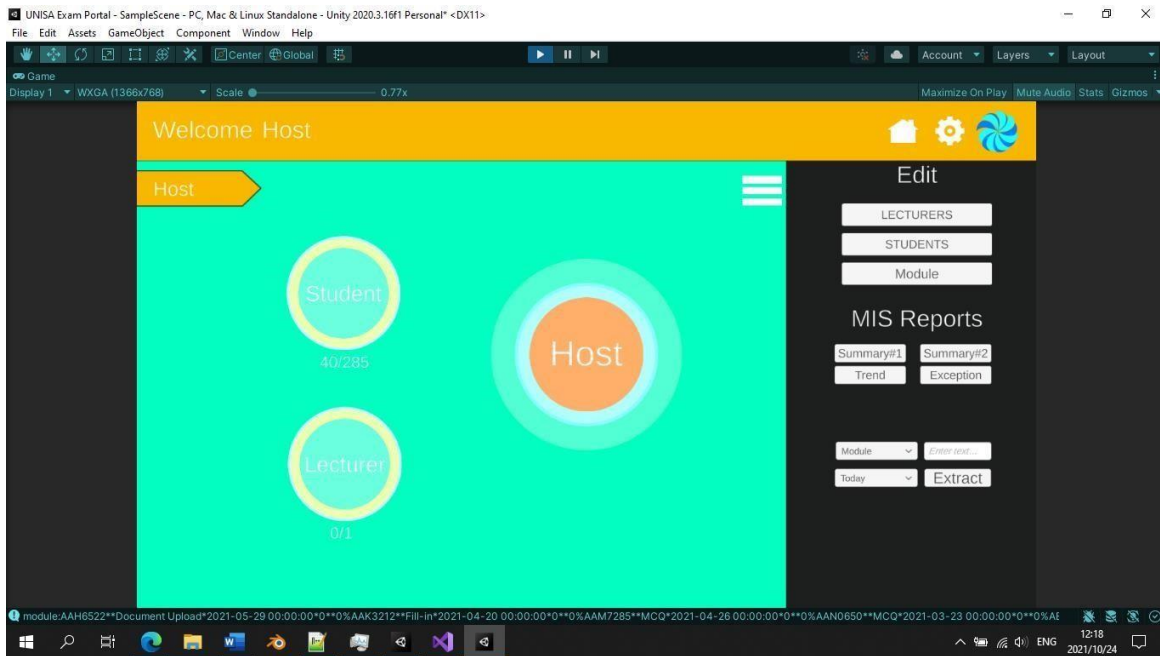 UNISA Exam Portal - SampleScene - PC, Mac & Linux Standalone - Unity 2020.3.16f1 Personal* <DX11>
File Edit Assets GameObject Component Window Help
Center Global Account Layers Layout
Game
Display 1 WXGA (1366x768) Scale 0.77x Maximize On Play Mute Audio Stats Gizmos
Welcome Host
Host
Edit
LECTURERS
STUDENTS
Module
Student
40/285
Host
MIS Reports
Summary#1 Summary#2
Trend Exception
Lecturer
0/1
Module Enter text...
Today Extract
module:AAH6522**Document Upload*2021-05-29 00:00:00*0**0%AAK3212**Fill-in*2021-04-20 00:00:00*0**0%AAM7285**MCQ*2021-04-26 00:00:00*0**0%AAN0650**MCQ*2021-03-23 00:00:00*0**0%AE
ENG 12:18
2021/10/24